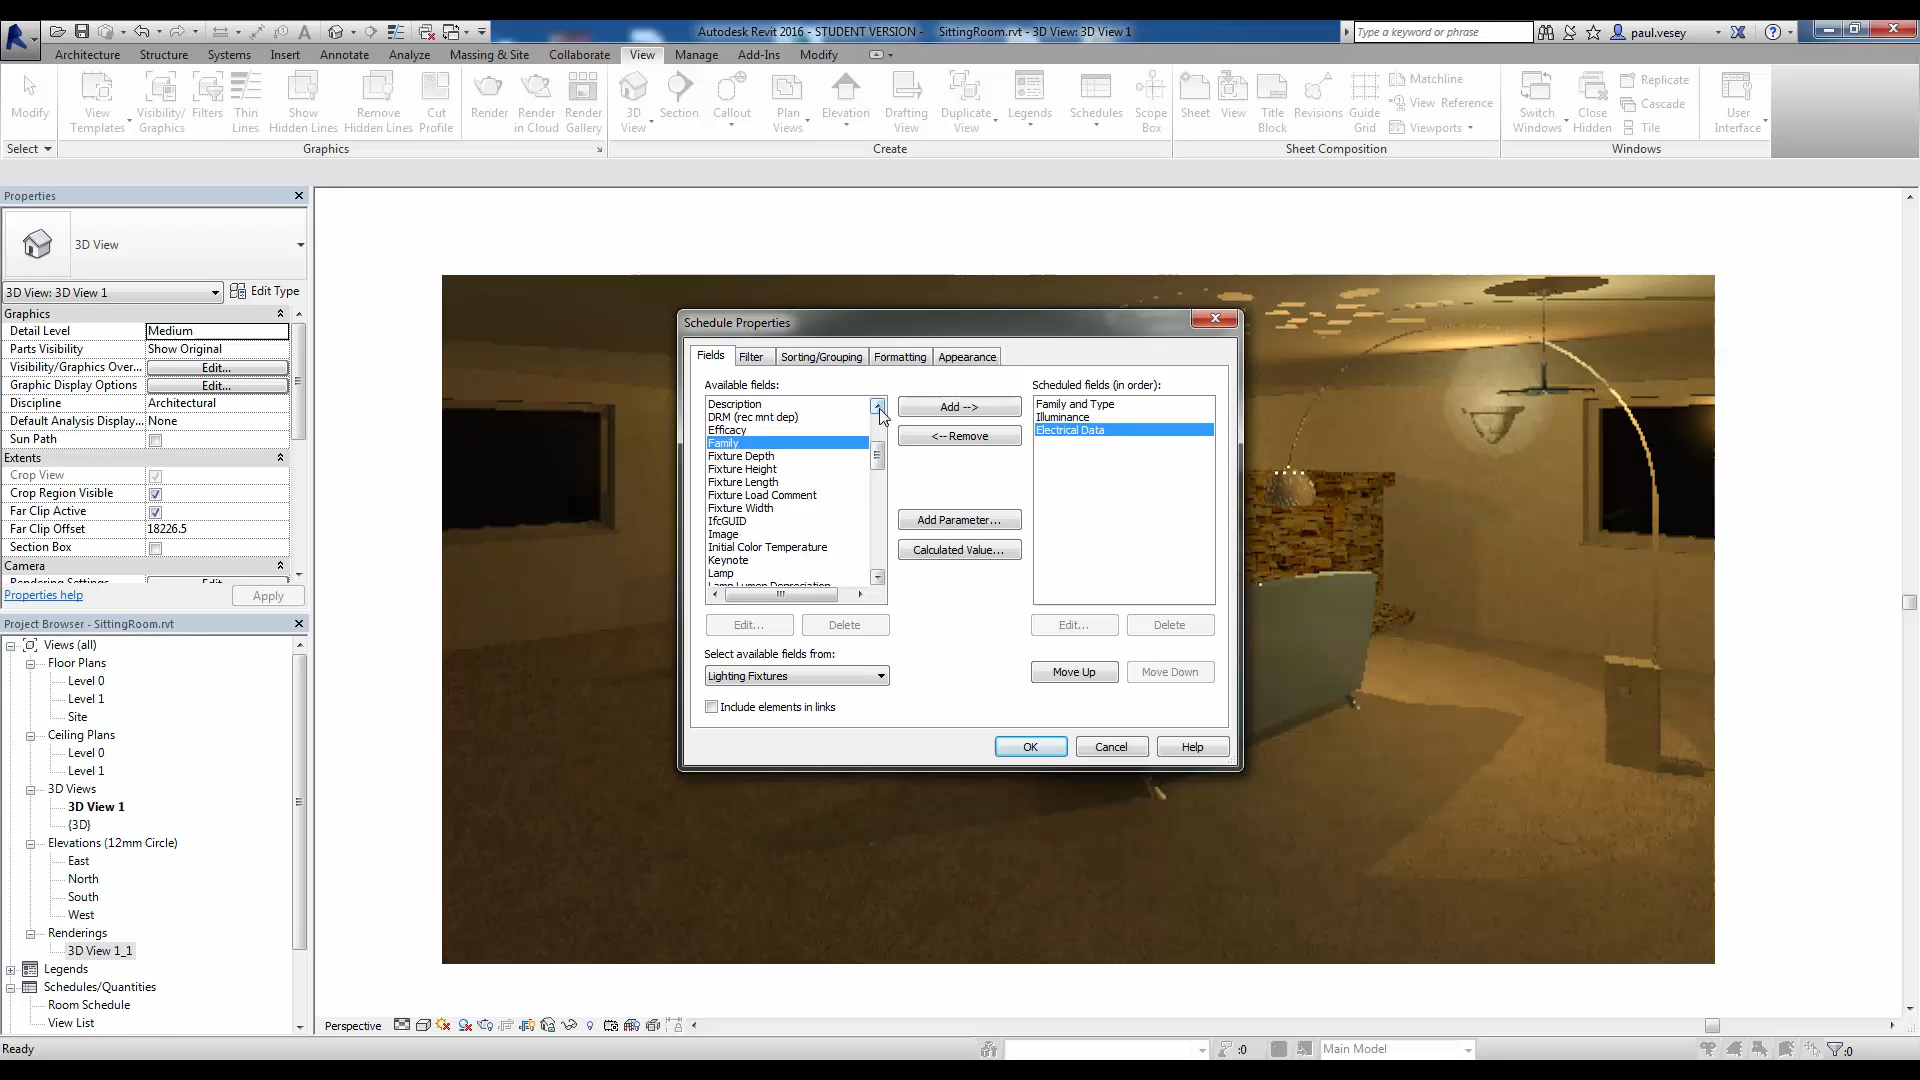 Autodesk Revit 2016 - STUDENT VERSION - SittingRoom.rvt - 3D View: 3D View 1
Type a keyword or phrase
paul.vesey
Architecture Structure Systems Insert Annotate Analyze Massing & Site Collaborate View Manage Add-Ins Modify
Modify
View Templates
Visibility/ Graphics
Filters
Thin Lines
Show Hidden Lines
Remove Hidden Lines
Cut Profile
Render
Render in Cloud
Render Gallery
3D View
Section
Callout
Plan Views
Elevation
Drafting View
Duplicate View
Legends
Schedules
Scope Box
Sheet
View
Title Block
Revisions
Guide Grid
Matchline
View Reference
Viewports
Switch Windows
Close Hidden
Replicate
Cascade
Tile
User Interface
Select
Graphics
Create
Sheet Composition
Windows
Properties
3D View
3D View: 3D View 1
Edit Type
Graphics
Detail Level Medium
Parts Visibility Show Original
Visibility/Graphics Over... Edit...
Graphic Display Options Edit...
Discipline Architectural
Default Analysis Display... None
Sun Path
Extents
Crop View
Crop Region Visible
Far Clip Active
Far Clip Offset 18226.5
Section Box
Camera
Rendering Settings Edit...
Properties help
Apply
Project Browser - SittingRoom.rvt
Views (all)
Floor Plans
Level 0
Level 1
Site
Ceiling Plans
Level 0
Level 1
3D Views
3D View 1
{3D}
Elevations (12mm Circle)
East
North
South
West
Renderings
3D View 1_1
Legends
Schedules/Quantities
Room Schedule
View List
Schedule Properties
Fields Filter Sorting/Grouping Formatting Appearance
Available fields:
Description
DRM (rec mnt dep)
Efficacy
Family
Fixture Depth
Fixture Height
Fixture Length
Fixture Load Comment
Fixture Width
IfcGUID
Image
Initial Color Temperature
Keynote
Lamp
Lamp Lumen Depreciation
Add -->
<-- Remove
Add Parameter...
Calculated Value...
Scheduled fields (in order):
Family and Type
Illuminance
Electrical Data
Edit... Delete
Edit... Delete
Select available fields from:
Lighting Fixtures
Move Up Move Down
Include elements in links
OK Cancel Help
Perspective
Ready
:0
Main Model
:0